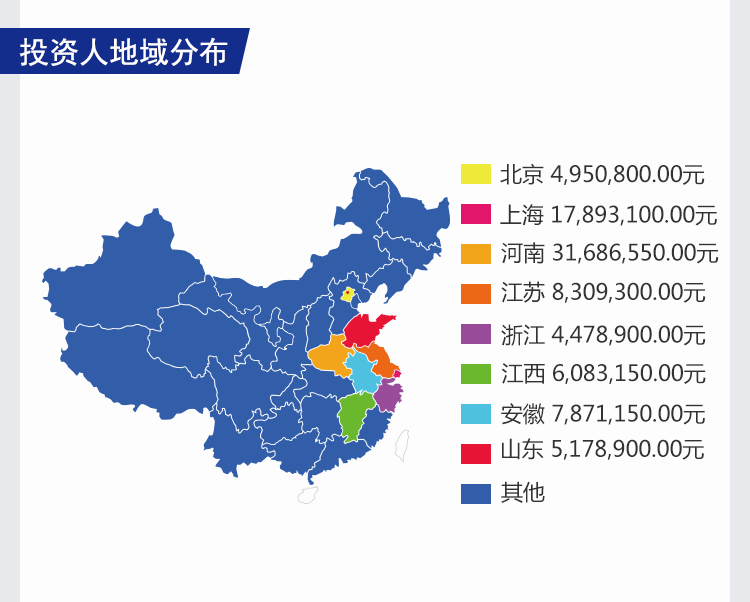 投资人地域分布
北京 4,950,800.00元
上海 17,893,100.00元
河南 31,686,550.00元
江苏 8,309,300.00元
浙江 4,478,900.00元
江西 6,083,150.00元
安徽 7,871,150.00元
山东 5,178,900.00元
其他